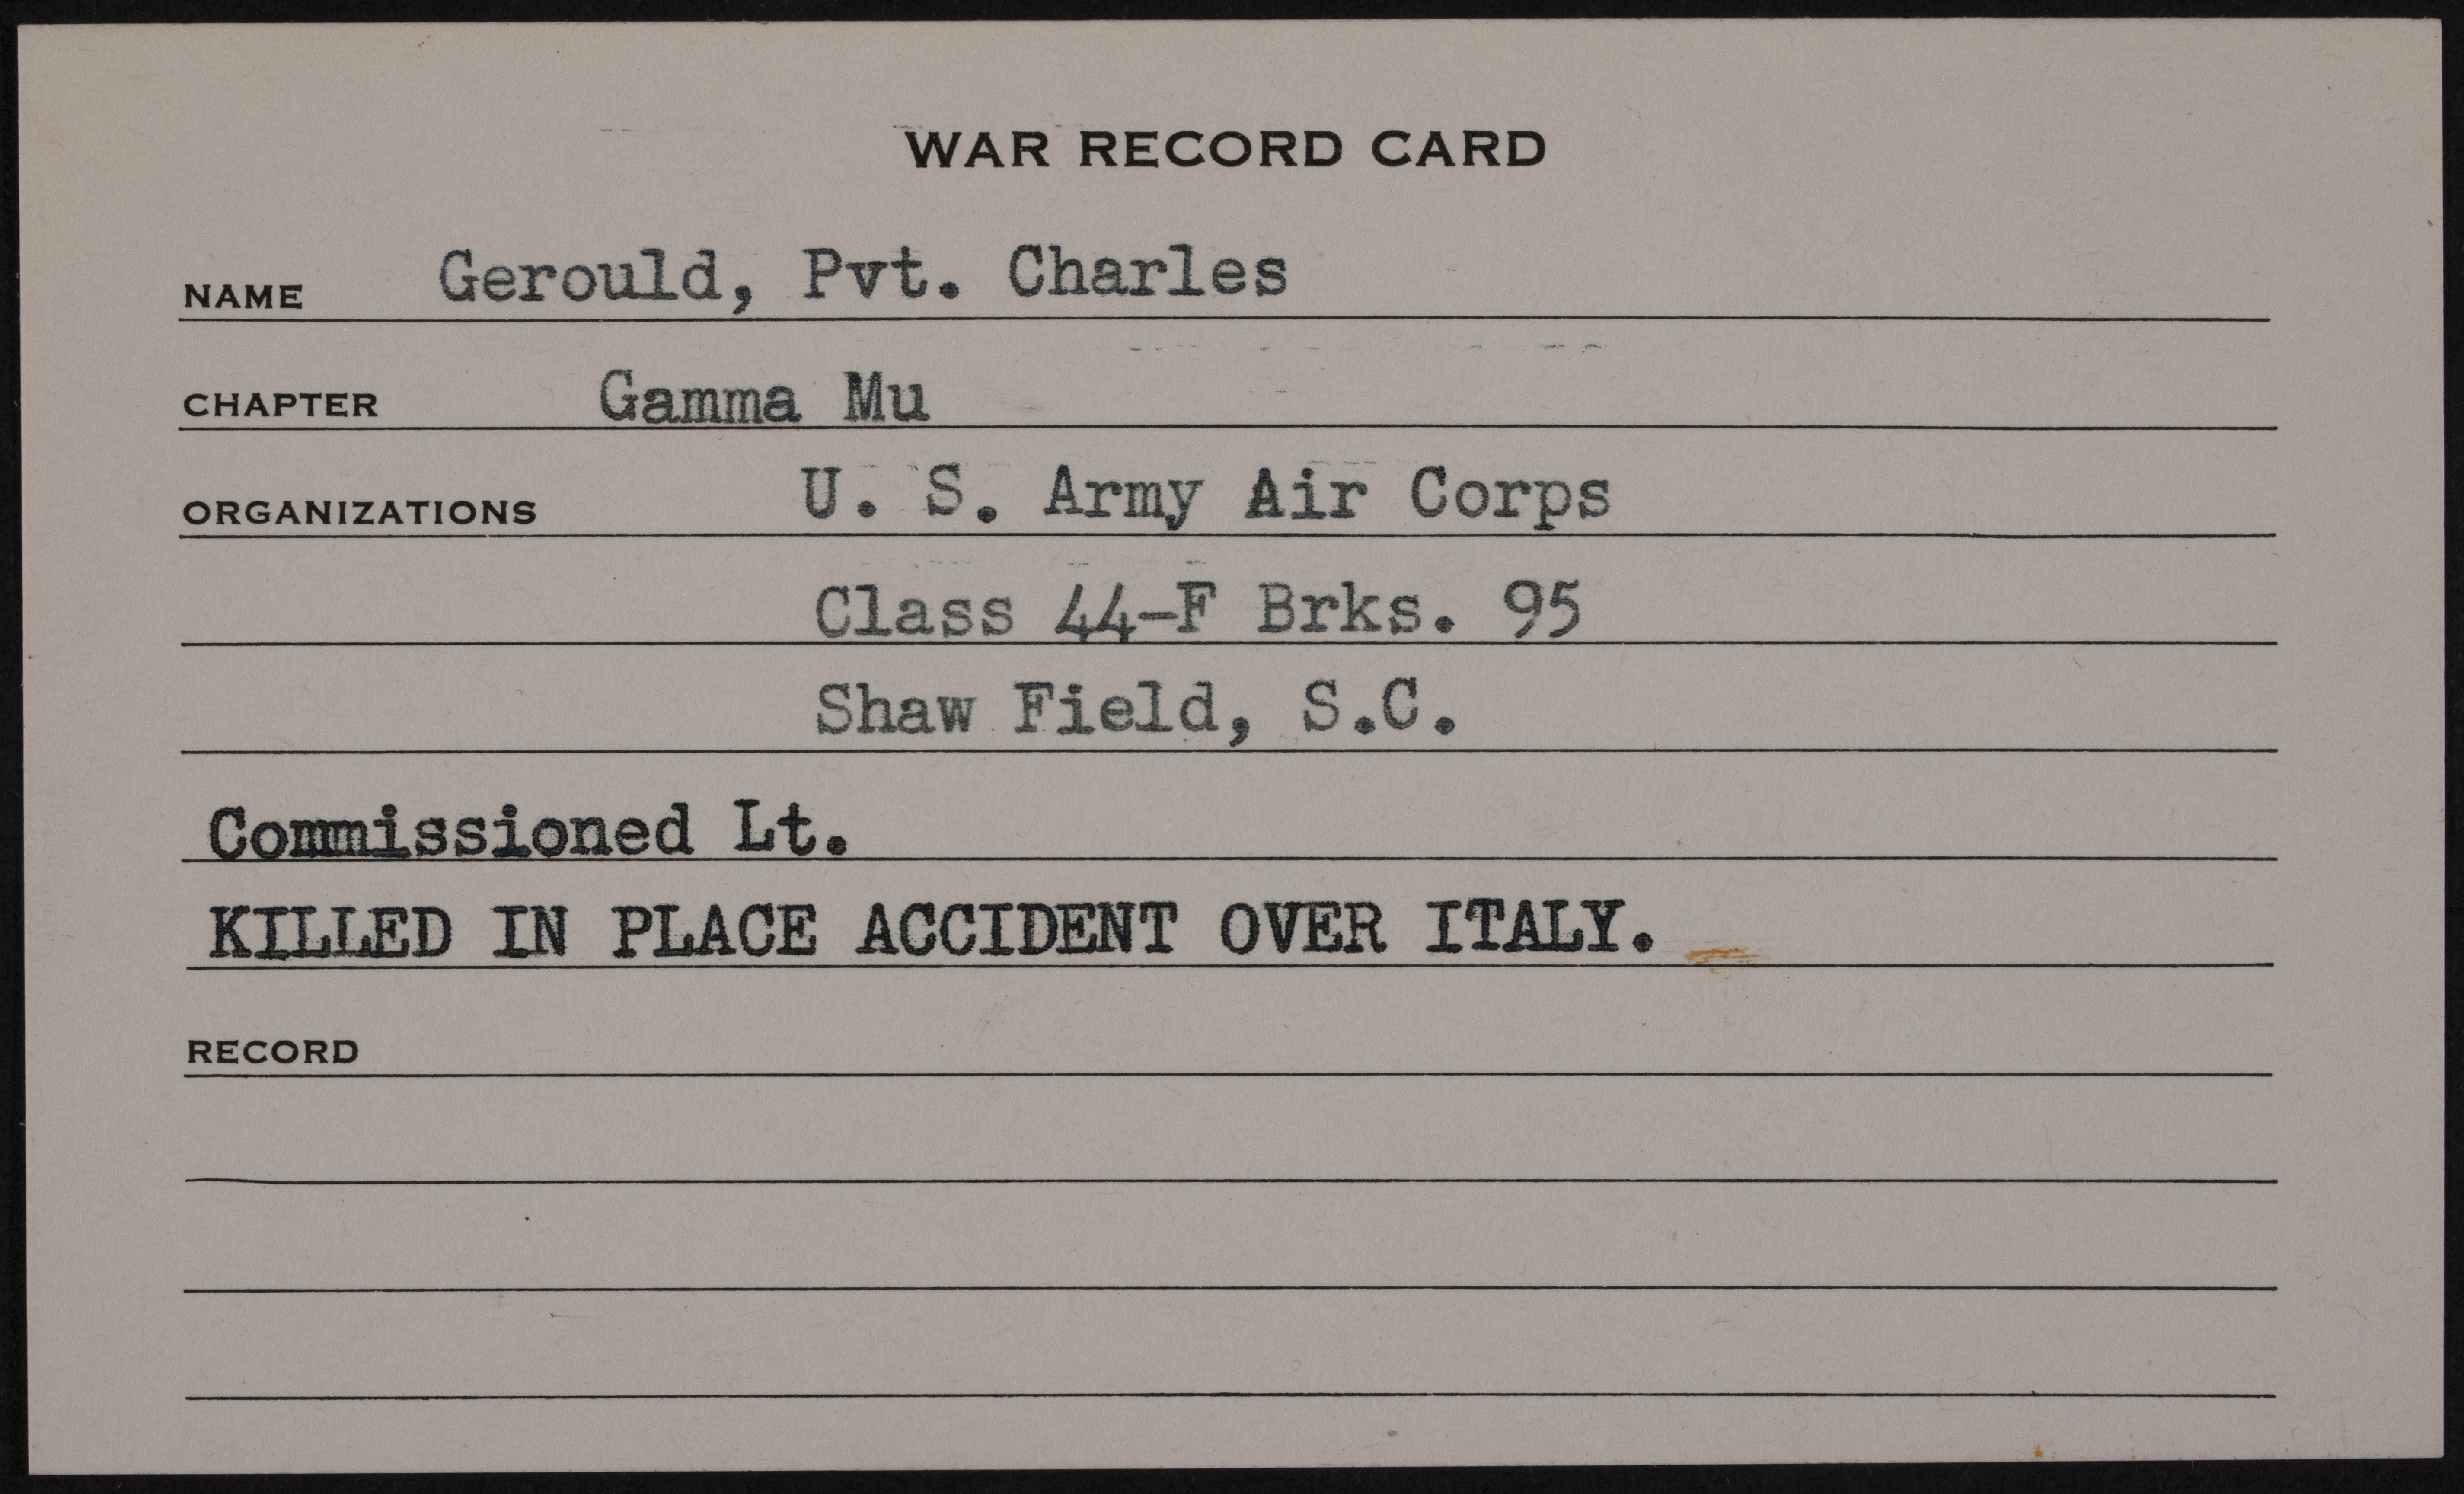 WAR RECORD CARD
NAME Gerould, Pvt. Charles
CHAPTER Gamma Mu
ORGANIZATIONS U. S. Army Air Corps
Class 44-F Brks. 95
Shaw Field, S.C.
Commissioned Lt.
KILLED IN PLACE ACCIDENT OVER ITALY.
RECORD